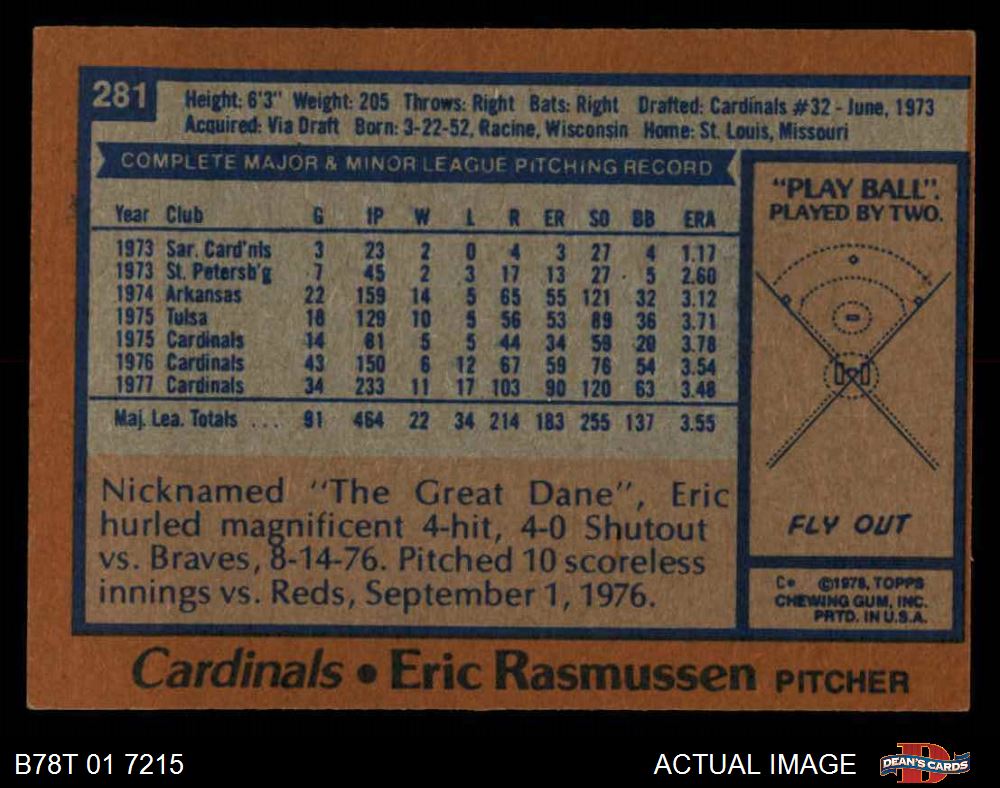 281
Height: 6'3" Weight: 205 Throws: Right Bats: Right Drafted: Cardinals #32 - June, 1973
Acquired: Via Draft Born: 3-22-52, Racine, Wisconsin Home: St. Louis, Missouri
COMPLETE MAJOR & MINOR LEAGUE PITCHING RECORD
Year Club G IP W L R ER SO BB ERA
1973 Sar. Card'nls 3 23 2 0 4 3 27 4 1.17
1973 St. Petersb'g 7 45 2 3 17 13 27 5 2.60
1974 Arkansas 22 159 14 5 65 55 121 32 3.12
1975 Tulsa 18 129 10 5 56 53 89 36 3.71
1975 Cardinals 14 81 5 5 44 34 59 20 3.78
1976 Cardinals 43 150 6 12 67 59 76 54 3.54
1977 Cardinals 34 233 11 17 103 90 120 63 3.48
Maj. Lea. Totals ... 91 464 22 34 214 183 255 137 3.55
Nicknamed "The Great Dane", Eric
hurled magnificent 4-hit, 4-0 Shutout
vs. Braves, 8-14-76. Pitched 10 scoreless
innings vs. Reds, September 1, 1976.
"PLAY BALL".
PLAYED BY TWO.
FLY OUT
C* ©1978, TOPPS
CHEWING GUM, INC.
PRTD. IN U.S.A.
Cardinals • Eric Rasmussen PITCHER
B78T 01 7215
ACTUAL IMAGE
DEAN'S CARDS